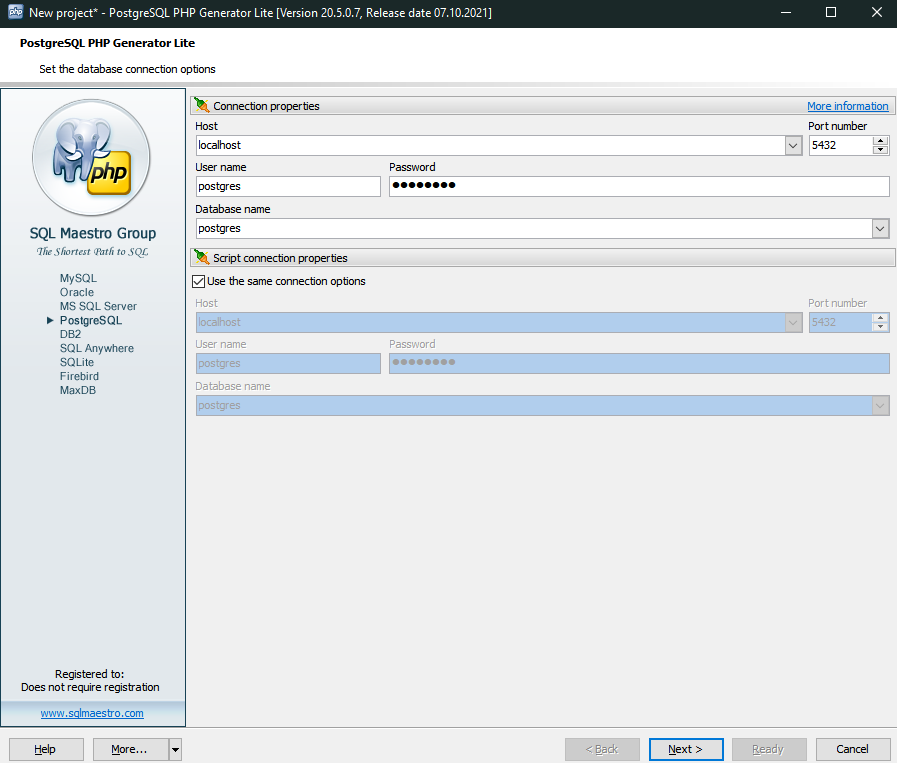 New project* - PostgreSQL PHP Generator Lite [Version 20.5.0.7, Release date 07.10.2021]
PostgreSQL PHP Generator Lite
Set the database connection options
php
SQL Maestro Group
The Shortest Path to SQL
MySQL
Oracle
MS SQL Server
PostgreSQL
DB2
SQL Anywhere
SQLite
Firebird
MaxDB
Registered to:
Does not require registration
www.sqlmaestro.com
Connection properties More information
Host Port number
localhost 5432
User name Password
postgres ●●●●●●●●
Database name
postgres
Script connection properties
Use the same connection options
Host Port number
localhost 5432
User name Password
postgres ●●●●●●●●
Database name
postgres
Help More... < Back Next > Ready Cancel